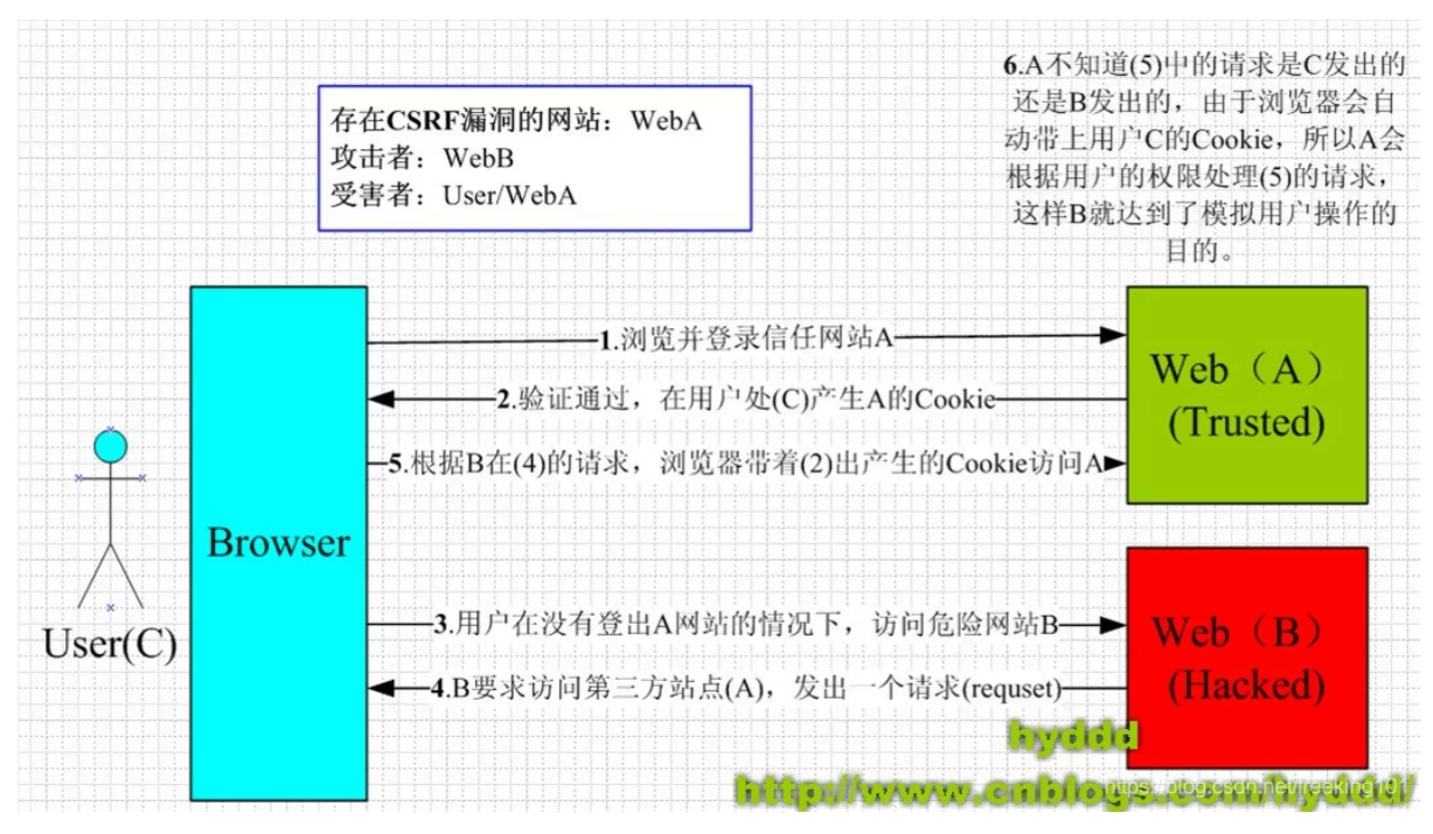 存在CSRF漏洞的网站：WebA
攻击者：WebB
受害者：User/WebA
6.A不知道(5)中的请求是C发出的
还是B发出的，由于浏览器会自
动带上用户C的Cookie，所以A会
根据用户的权限处理(5)的请求，
这样B就达到了模拟用户操作的
目的。
1.浏览并登录信任网站A
2.验证通过，在用户处(C)产生A的Cookie
5.根据B在(4)的请求，浏览器带着(2)出产生的Cookie访问A
Web（A）
(Trusted)
Browser
User(C)
3.用户在没有登出A网站的情况下，访问危险网站B
4.B要求访问第三方站点(A)，发出一个请求(requset)
Web（B）
(Hacked)
hyddd
http://www.cnblogs.com/hyddd/
https://blog.csdn.net/freeking101